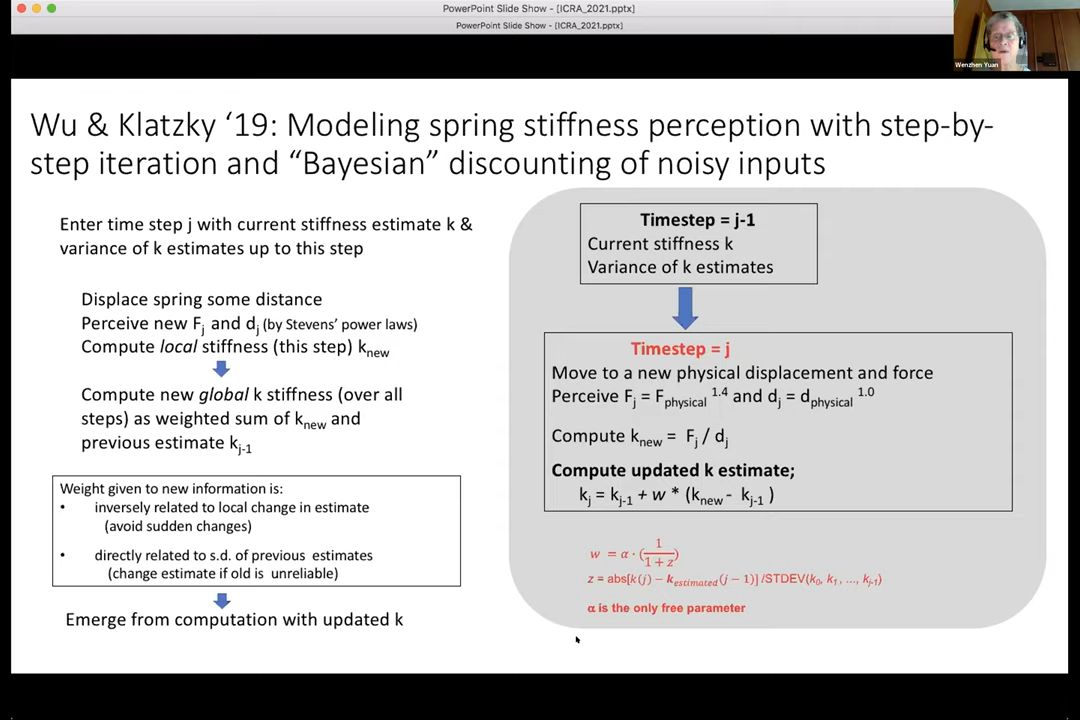 PowerPoint Slide Show - [ICRA_2021.pptx]
PowerPoint Slide Show - [ICRA_2021.pptx]
Wenzhen Yuan
Wu & Klatzky ‘19: Modeling spring stiffness perception with step-by-
step iteration and “Bayesian” discounting of noisy inputs
Enter time step j with current stiffness estimate k &
variance of k estimates up to this step
Displace spring some distance
Perceive new Fj and dj (by Stevens’ power laws)
Compute local stiffness (this step) knew
Compute new global k stiffness (over all
steps) as weighted sum of knew and
previous estimate kj-1
Weight given to new information is:
• inversely related to local change in estimate
(avoid sudden changes)
• directly related to s.d. of previous estimates
(change estimate if old is unreliable)
Emerge from computation with updated k
Timestep = j-1
Current stiffness k
Variance of k estimates
Timestep = j
Move to a new physical displacement and force
Perceive Fj = Fphysical 1.4 and dj = dphysical 1.0
Compute knew = Fj / dj
Compute updated k estimate;
kj = kj-1 + w * (knew - kj-1 )
w = α · (1/(1 + z))
z = abs[k(j) − kestimated(j − 1)] /STDEV(k0, k1, ..., kj-1)
α is the only free parameter